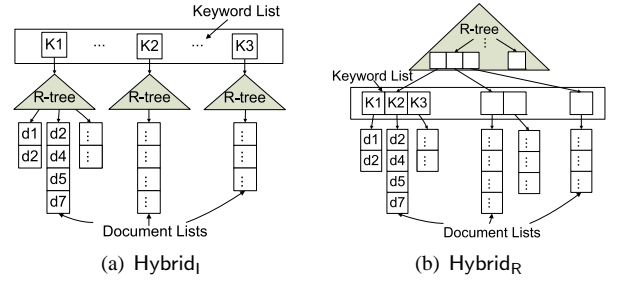 Keyword List
K1 ... K2 ... K3
R-tree R-tree R-tree
d1 d2 ⋮ ⋮ ⋮
d2 d4 ⋮
d5 ⋮
d7 ⋮ ⋮
Document Lists
(a) Hybrid_I
R-tree
⋮
Keyword List
K1 K2 K3
d1 d2 ⋮ ⋮ ⋮ ⋮
d2 d4 ⋮
d5 ⋮
d7 ⋮ ⋮ ⋮
Document Lists
(b) Hybrid_R